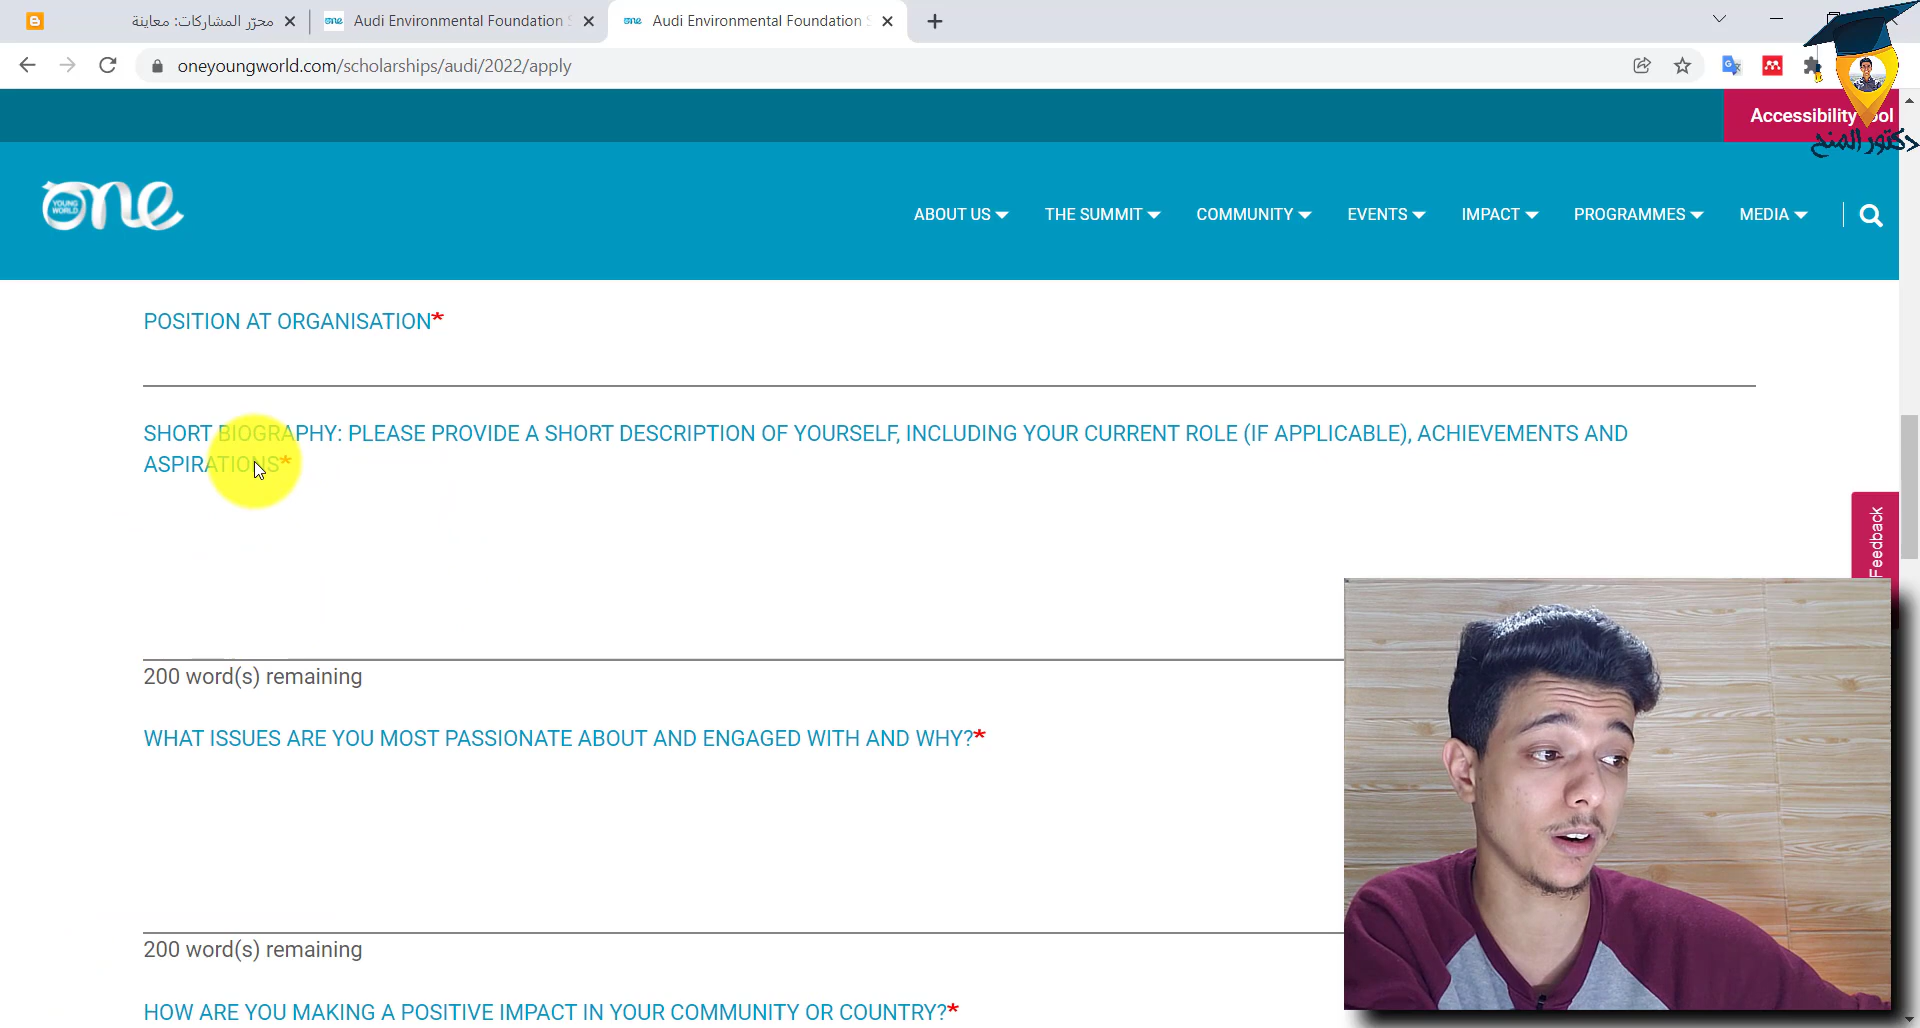 محرّر المشاركات: معاينة
Audi Environmental Foundation S
Audi Environmental Foundation S
oneyoungworld.com/scholarships/audi/2022/apply
Accessibility
دكتور المنح
one
YOUNG WORLD
ABOUT US
THE SUMMIT
COMMUNITY
EVENTS
IMPACT
PROGRAMMES
MEDIA
POSITION AT ORGANISATION*
SHORT BIOGRAPHY: PLEASE PROVIDE A SHORT DESCRIPTION OF YOURSELF, INCLUDING YOUR CURRENT ROLE (IF APPLICABLE), ACHIEVEMENTS AND
ASPIRATIONS*
Feedback
200 word(s) remaining
WHAT ISSUES ARE YOU MOST PASSIONATE ABOUT AND ENGAGED WITH AND WHY?*
200 word(s) remaining
HOW ARE YOU MAKING A POSITIVE IMPACT IN YOUR COMMUNITY OR COUNTRY?*